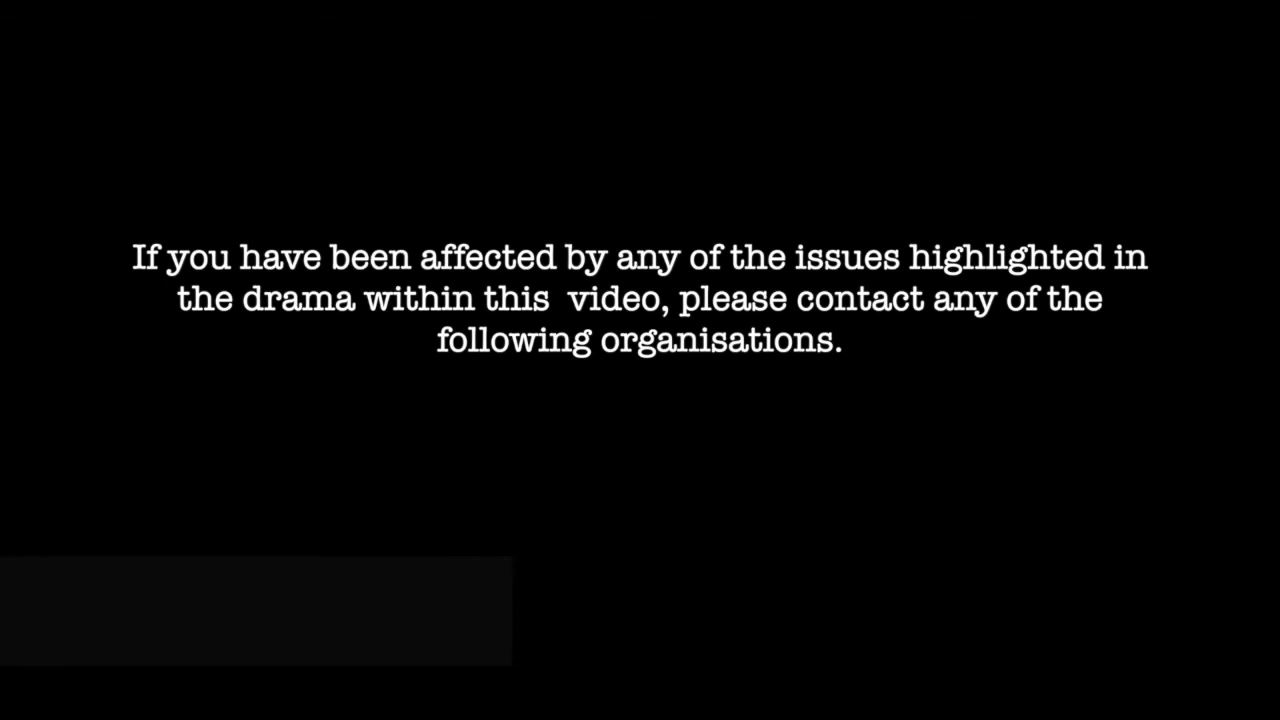 If you have been affected by any of the issues highlighted in
the drama within this  video, please contact any of the
following organisations.